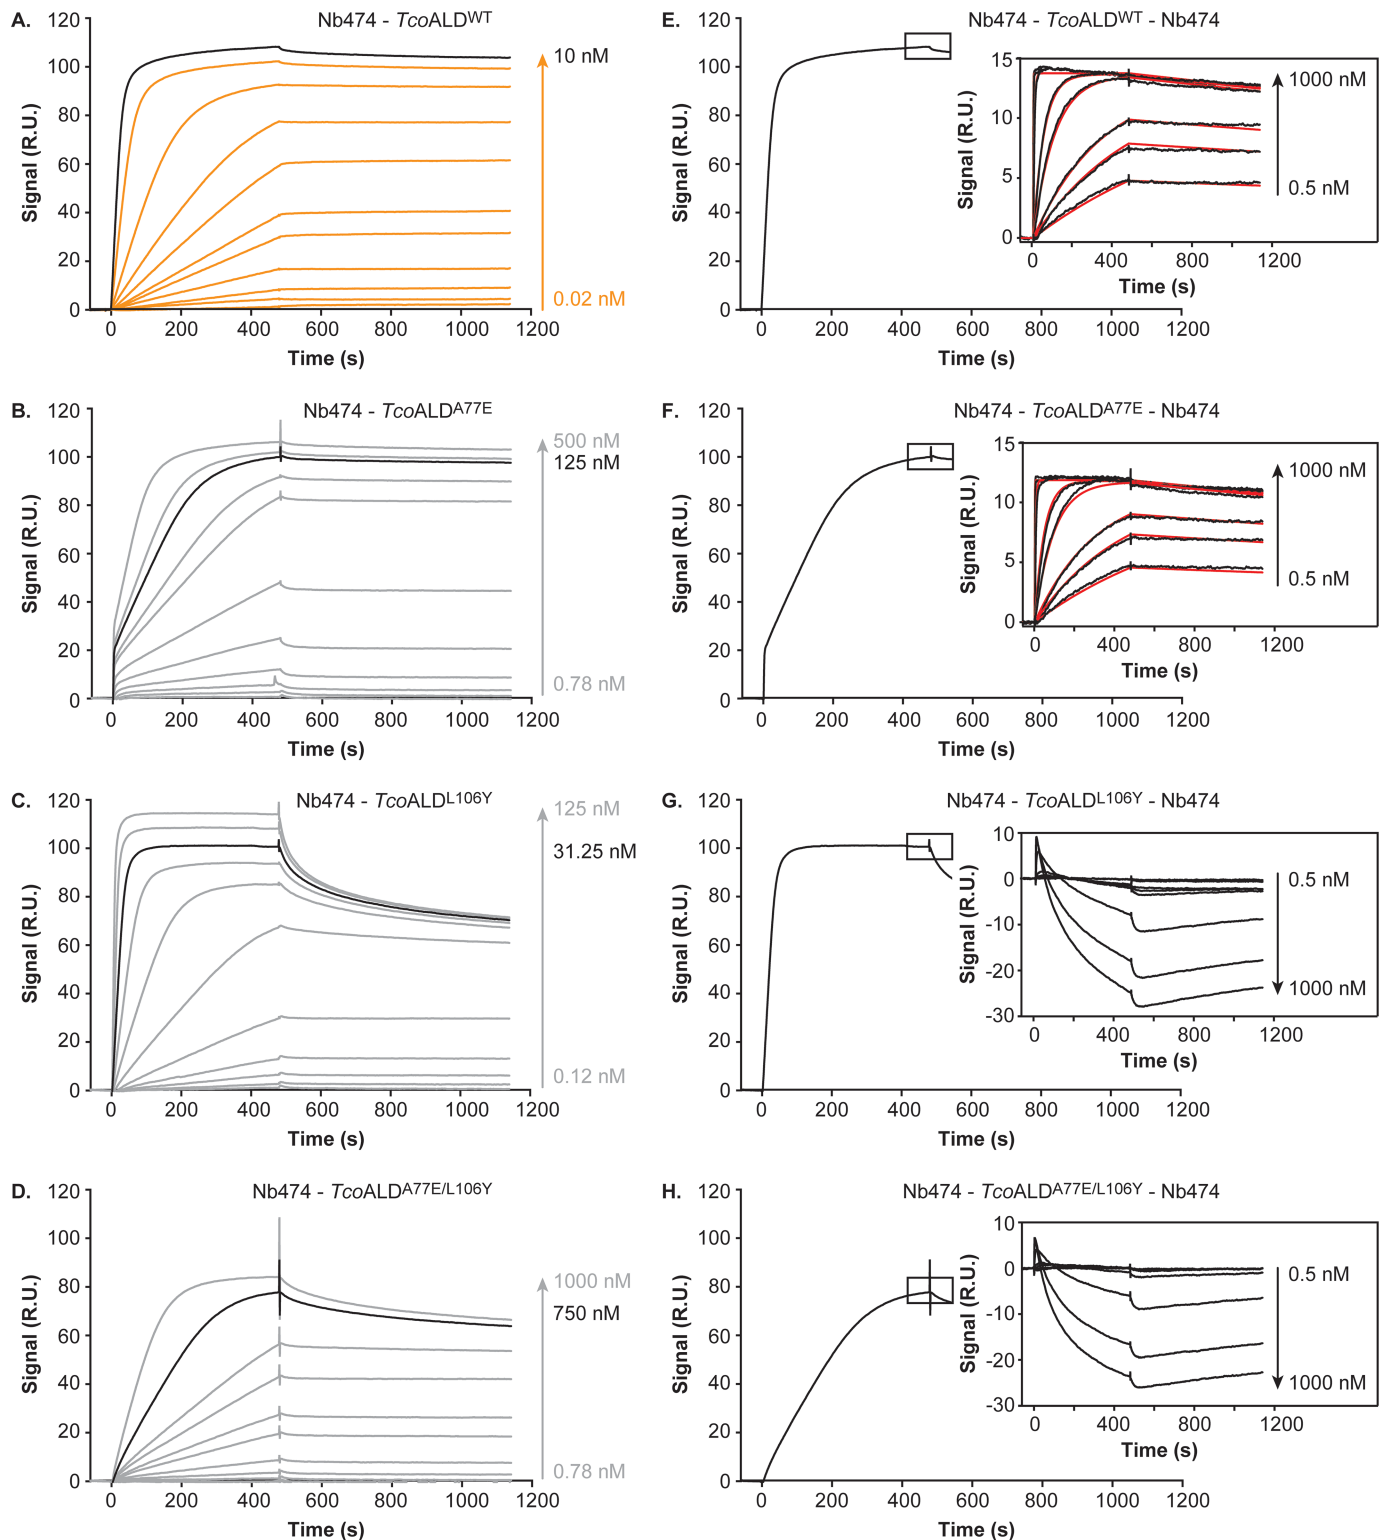 A. Nb474 - TcoALDWT
120
100
80
60
40
20
0
Signal (R.U.)
10 nM
0.02 nM
0 200 400 600 800 1000 1200
Time (s)
E. Nb474 - TcoALDWT - Nb474
120
100
80
60
40
20
0
Signal (R.U.)
15
10
5
0
Signal (R.U.)
1000 nM
0.5 nM
0 400 800 1200
Time (s)
0 200 400 600 800 1000 1200
Time (s)
B. Nb474 - TcoALDA77E
120
100
80
60
40
20
0
Signal (R.U.)
500 nM
125 nM
0.78 nM
0 200 400 600 800 1000 1200
Time (s)
F. Nb474 - TcoALDA77E - Nb474
120
100
80
60
40
20
0
Signal (R.U.)
15
10
5
0
Signal (R.U.)
1000 nM
0.5 nM
0 400 800 1200
Time (s)
0 200 400 600 800 1000 1200
Time (s)
C. Nb474 - TcoALDL106Y
120
100
80
60
40
20
0
Signal (R.U.)
125 nM
31.25 nM
0.12 nM
0 200 400 600 800 1000 1200
Time (s)
G. Nb474 - TcoALDL106Y - Nb474
120
100
80
60
40
20
0
Signal (R.U.)
10
0
-10
-20
-30
Signal (R.U.)
0.5 nM
1000 nM
0 400 800 1200
Time (s)
0 200 400 600 800 1000 1200
Time (s)
D. Nb474 - TcoALDA77E/L106Y
120
100
80
60
40
20
0
Signal (R.U.)
1000 nM
750 nM
0.78 nM
0 200 400 600 800 1000 1200
Time (s)
H. Nb474 - TcoALDA77E/L106Y - Nb474
120
100
80
60
40
20
0
Signal (R.U.)
10
0
-10
-20
-30
Signal (R.U.)
0.5 nM
1000 nM
0 400 800 1200
Time (s)
0 200 400 600 800 1000 1200
Time (s)